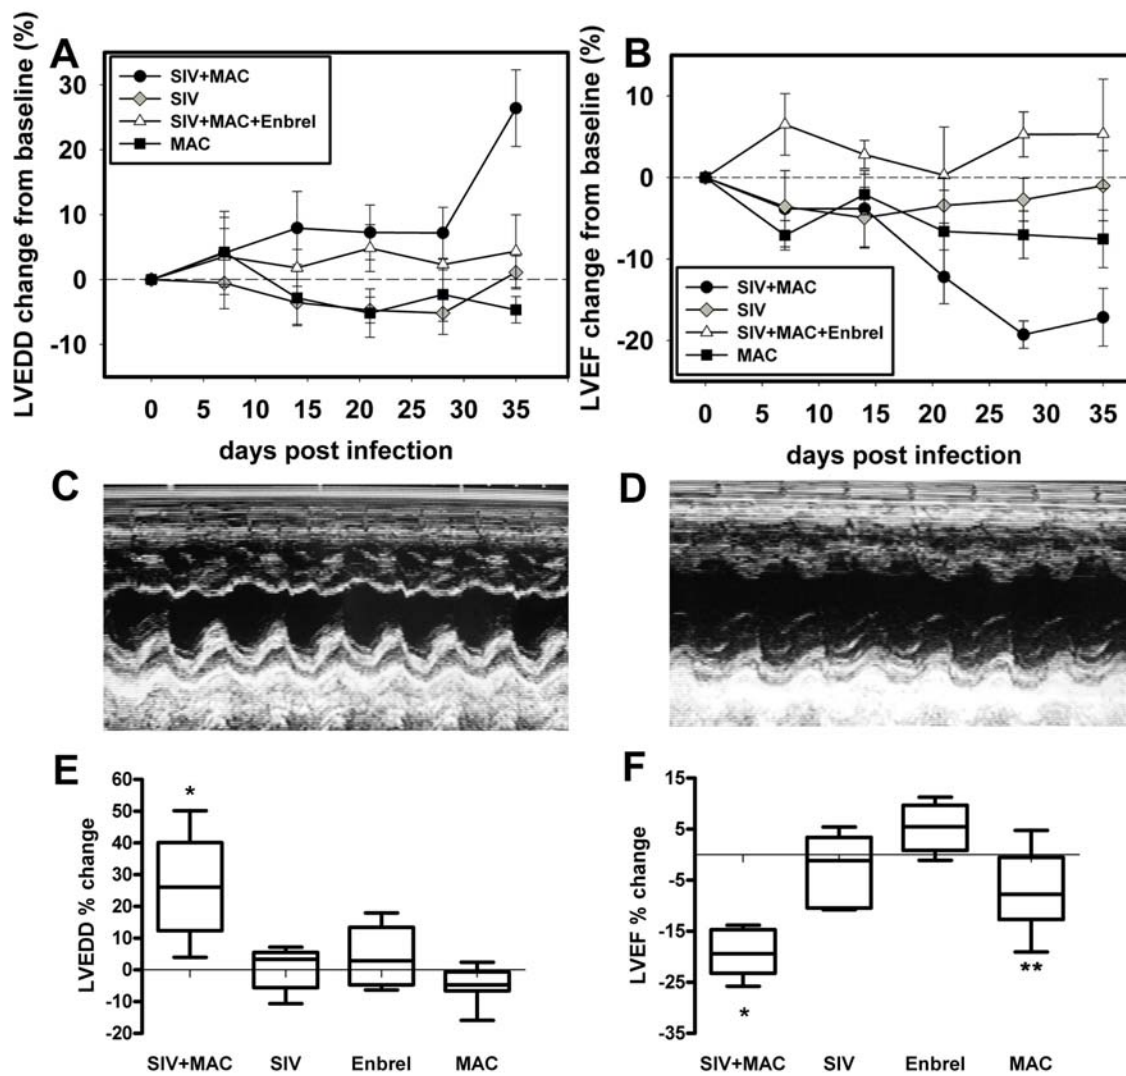 A
LVEDD change from baseline (%)
SIV+MAC
SIV
SIV+MAC+Enbrel
MAC
30
20
10
0
-10
0 5 10 15 20 25 30 35
days post infection
B
LVEF change from baseline (%)
10
0
-10
-20
SIV+MAC
SIV
SIV+MAC+Enbrel
MAC
0 5 10 15 20 25 30 35
days post infection
C
D
E
LVEDD % change
60
50
40
30
20
10
0
-10
-20
*
SIV+MAC SIV Enbrel MAC
F
LVEF % change
15
5
-5
-15
-25
-35
*
**
SIV+MAC SIV Enbrel MAC